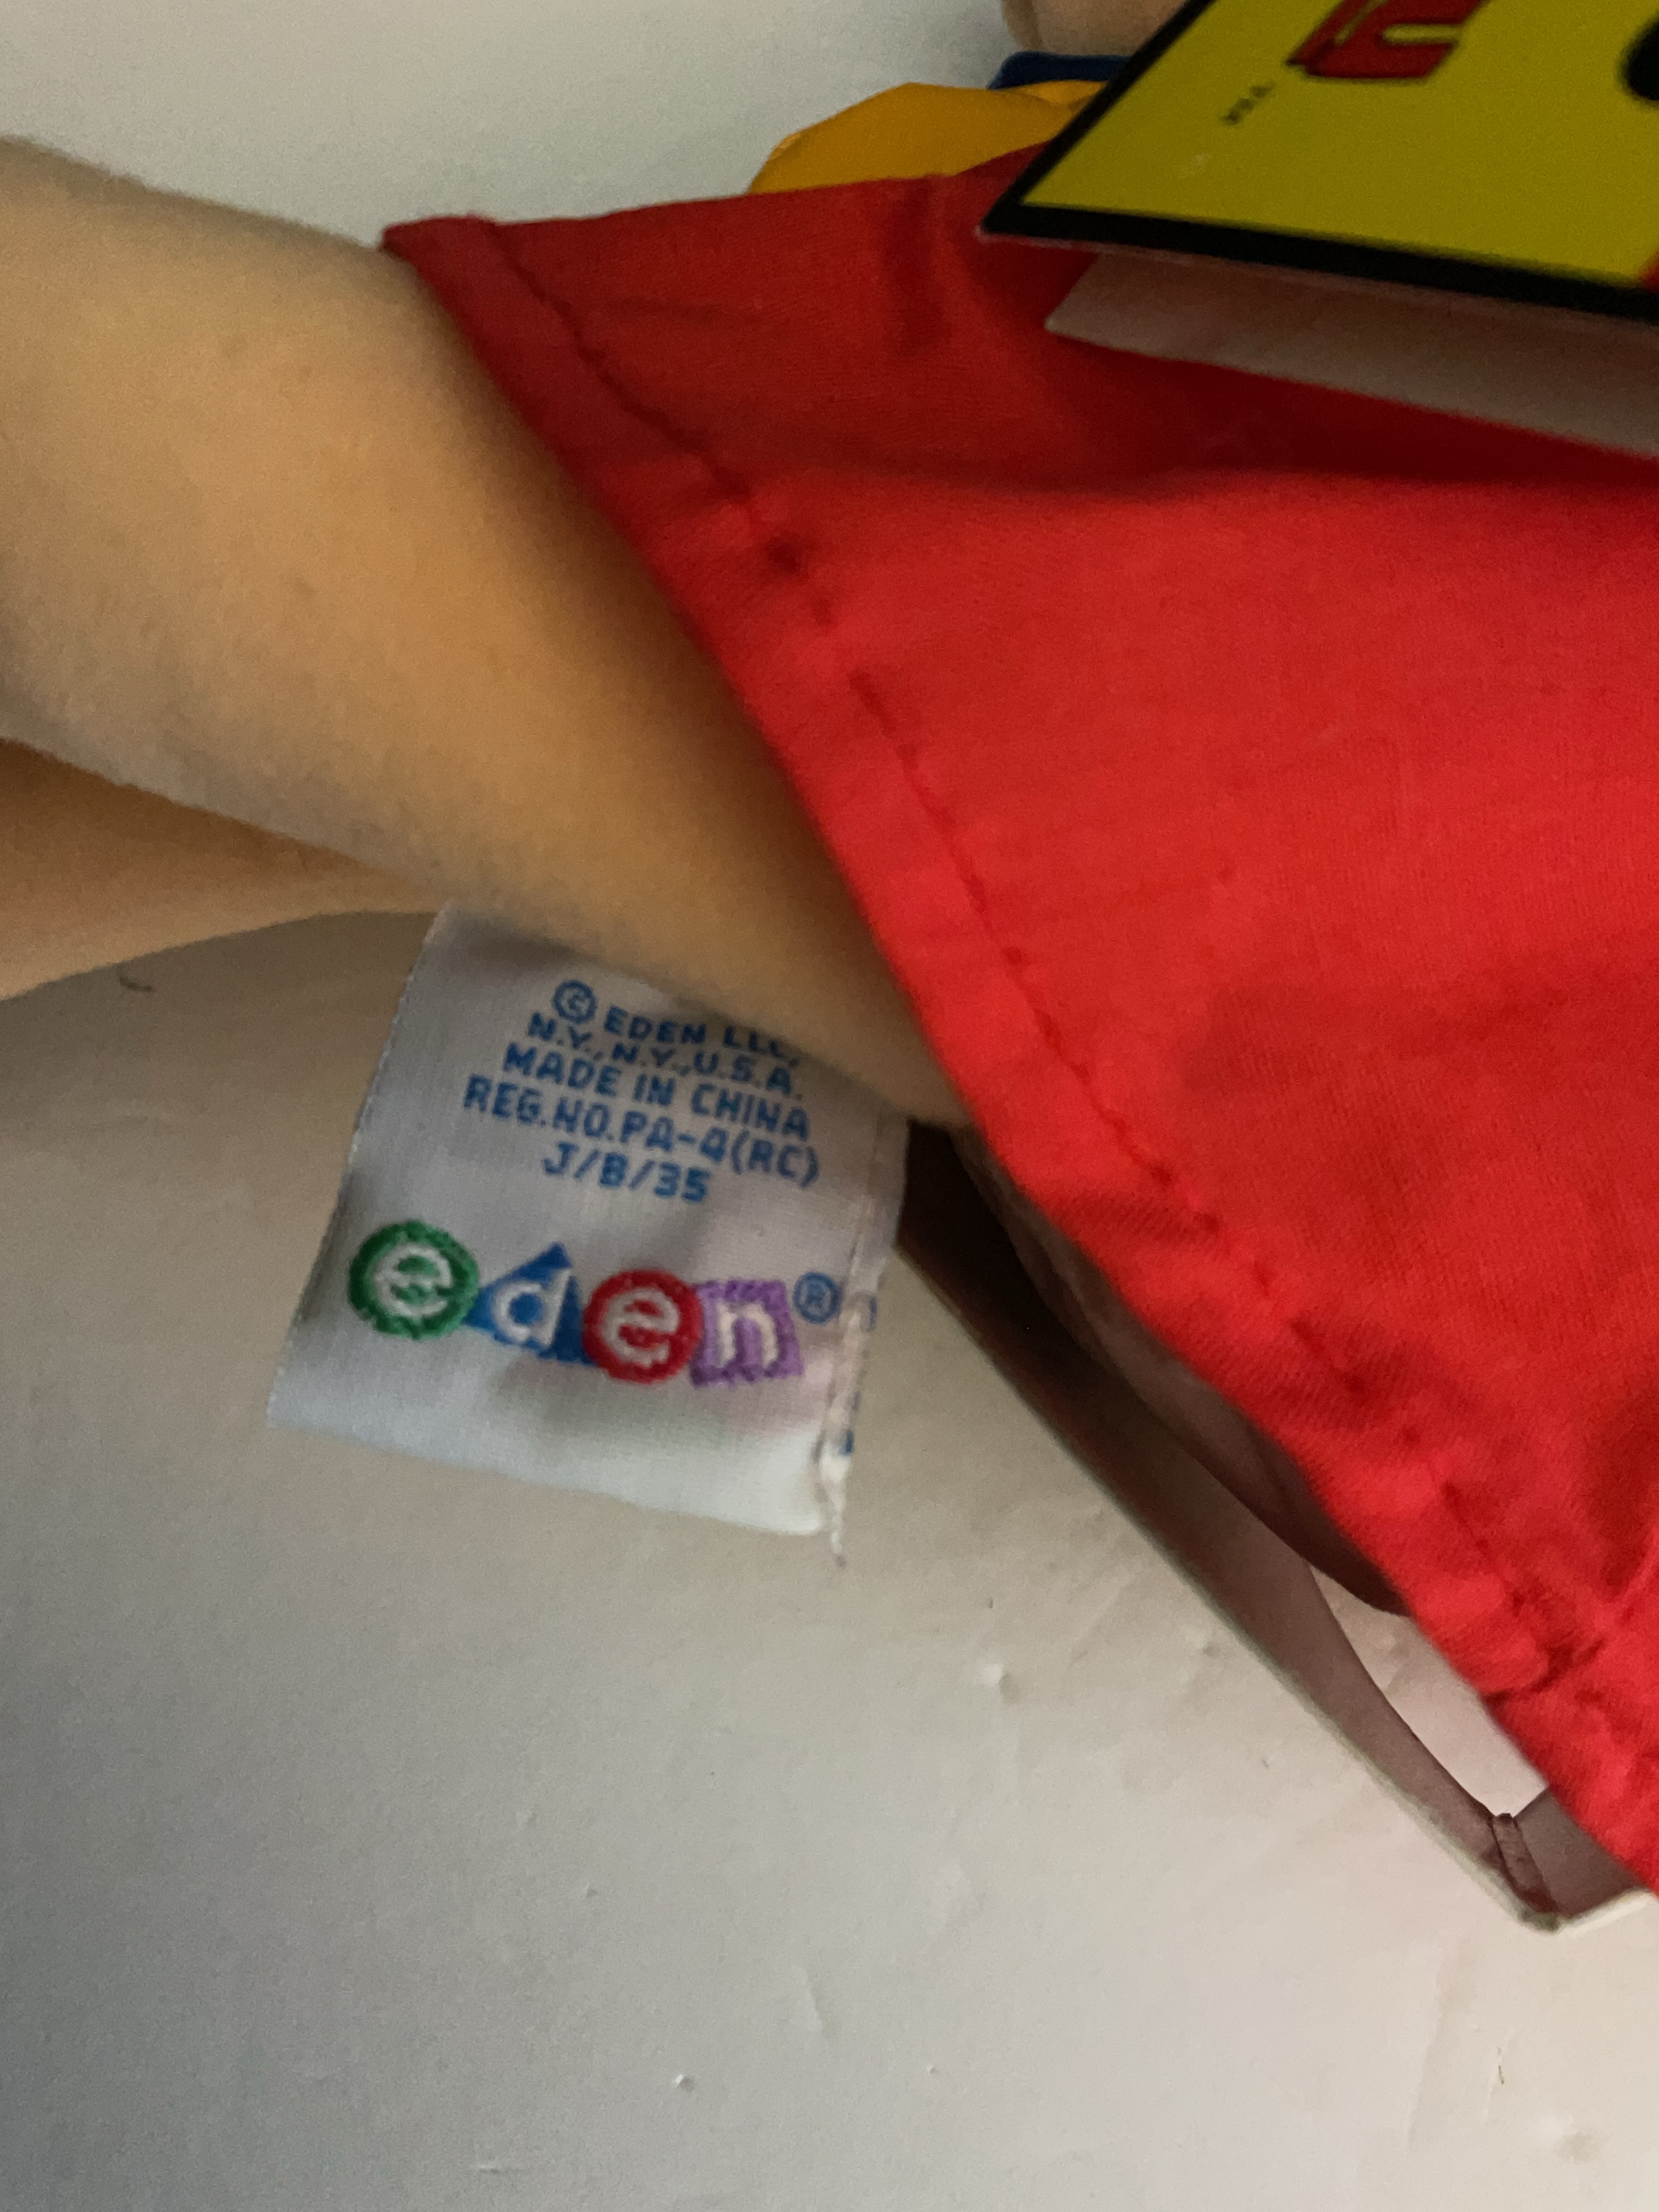 © EDEN LLC,
N.Y., N.Y., U.S.A.
MADE IN CHINA
REG.NO.PA-4(RC)
J/B/35
eden®